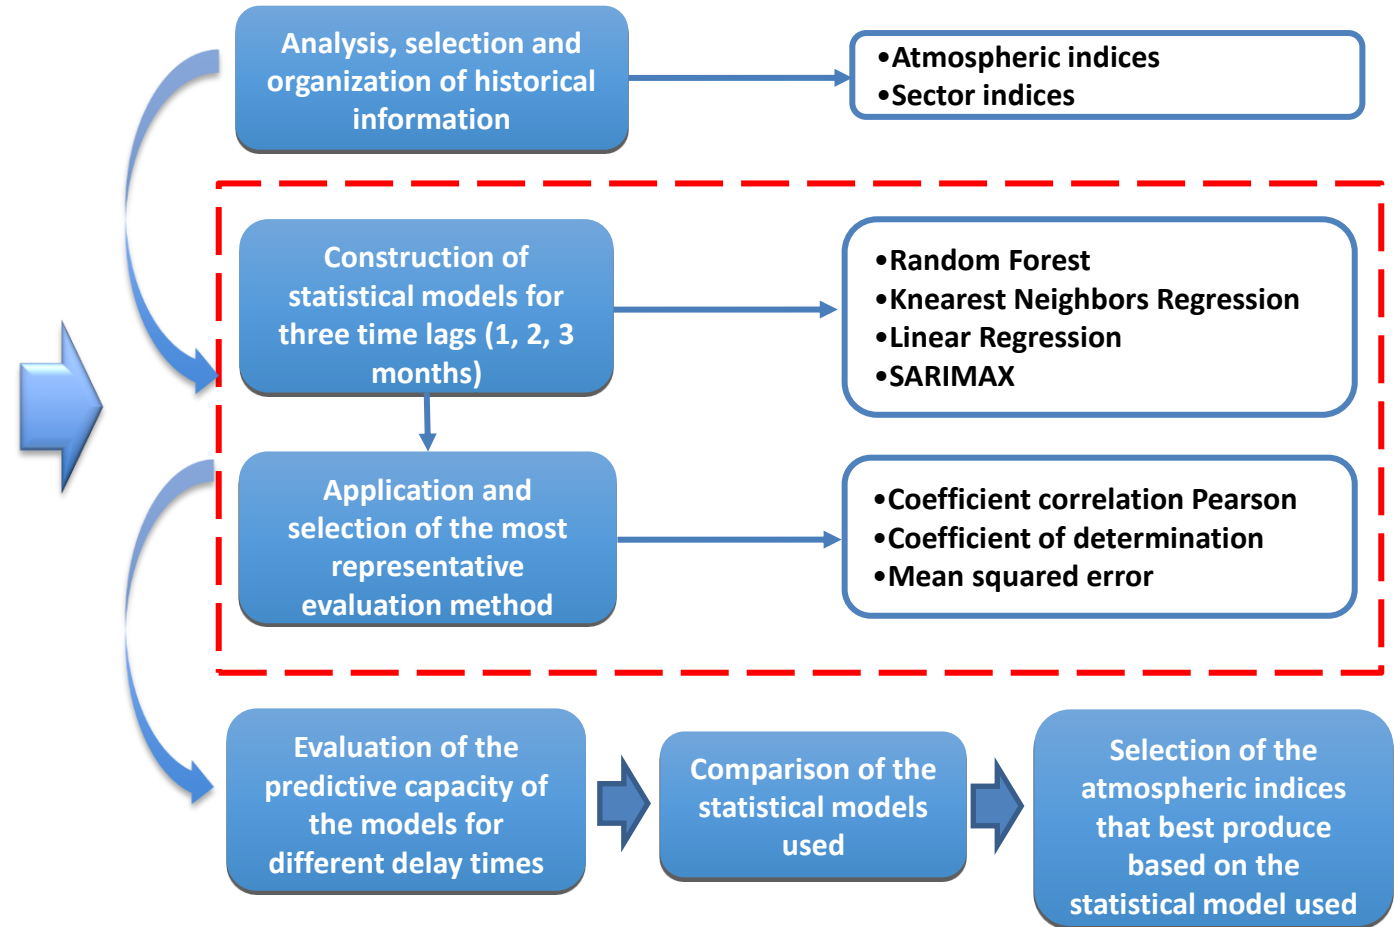 Analysis, selection and
organization of historical
information
•Atmospheric indices
•Sector indices
Construction of
statistical models for
three time lags (1, 2, 3
months)
•Random Forest
•Knearest Neighbors Regression
•Linear Regression
•SARIMAX
Application and
selection of the most
representative
evaluation method
•Coefficient correlation Pearson
•Coefficient of determination
•Mean squared error
Evaluation of the
predictive capacity of
the models for
different delay times
Comparison of the
statistical models
used
Selection of the
atmospheric indices
that best produce
based on the
statistical model used